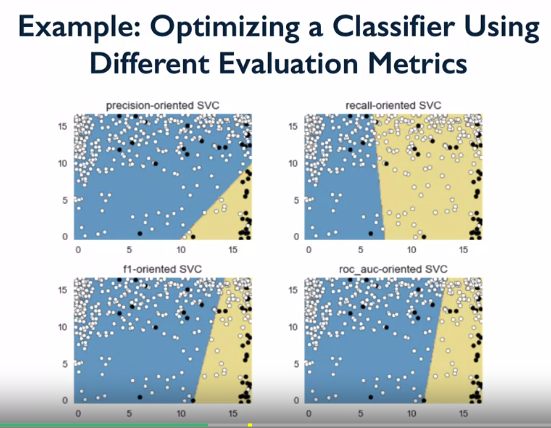 Example: Optimizing a Classifier Using
Different Evaluation Metrics
precision-oriented SVC
15
10
5
0
0 5 10 15
recall-oriented SVC
15
10
5
0
0 5 10 15
f1-oriented SVC
15
10
5
0
0 5 10 15
roc_auc-oriented SVC
15
10
5
0
0 5 10 15